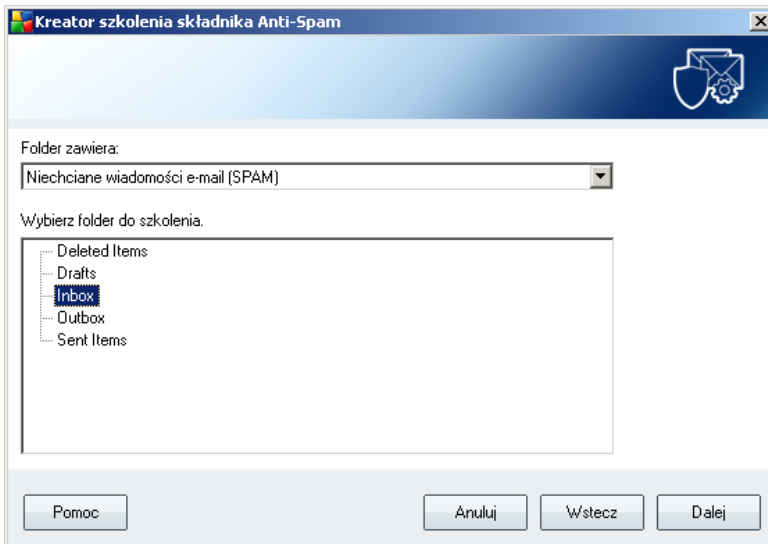 Kreator szkolenia składnika Anti-Spam
Folder zawiera:
Niechciane wiadomości e-mail (SPAM)
Wybierz folder do szkolenia.
Deleted Items
Drafts
Inbox
Outbox
Sent Items
Pomoc
Anuluj
Wstecz
Dalej